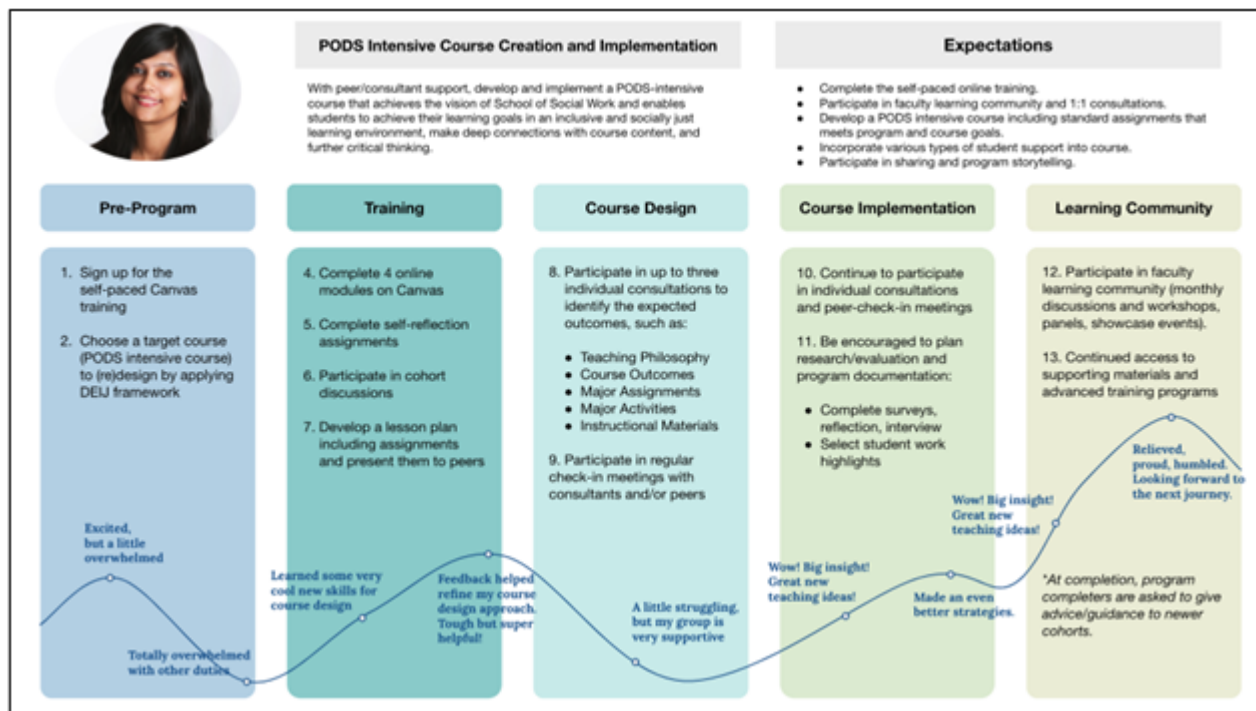 PODS Intensive Course Creation and Implementation
With peer/consultant support, develop and implement a PODS-intensive
course that achieves the vision of School of Social Work and enables
students to achieve their learning goals in an inclusive and socially just
learning environment, make deep connections with course content, and
further critical thinking.
Expectations
● Complete the self-paced online training.
● Participate in faculty learning community and 1:1 consultations.
● Develop a PODS intensive course including standard assignments that
meets program and course goals.
● Incorporate various types of student support into course.
● Participate in sharing and program storytelling.
Pre-Program
1. Sign up for the
self-paced Canvas
training
2. Choose a target course
(PODS intensive course)
to (re)design by applying
DEIJ framework
Excited,
but a little
overwhelmed
Totally overwhelmed
with other duties
Training
4. Complete 4 online
modules on Canvas
5. Complete self-reflection
assignments
6. Participate in cohort
discussions
7. Develop a lesson plan
including assignments
and present them to peers
Learned some very
cool new skills for
course design
Feedback helped
refine my course
design approach.
Tough but super
helpful!
Course Design
8. Participate in up to three
individual consultations to
identify the expected
outcomes, such as:
● Teaching Philosophy
● Course Outcomes
● Major Assignments
● Major Activities
● Instructional Materials
9. Participate in regular
check-in meetings with
consultants and/or peers
A little struggling,
but my group is
very supportive
Course Implementation
10. Continue to participate
in individual consultations
and peer-check-in meetings
11. Be encouraged to plan
research/evaluation and
program documentation:
● Complete surveys,
reflection, interview
● Select student work
highlights
Wow! Big insight!
Great new
teaching ideas!
Made an even
better strategies.
Learning Community
12. Participate in faculty
learning community (monthly
discussions and workshops,
panels, showcase events).
13. Continued access to
supporting materials and
advanced training programs
Wow! Big insight!
Great new
teaching ideas!
Relieved,
proud, humbled.
Looking forward to
the next journey.
*At completion, program
completers are asked to give
advice/guidance to newer
cohorts.